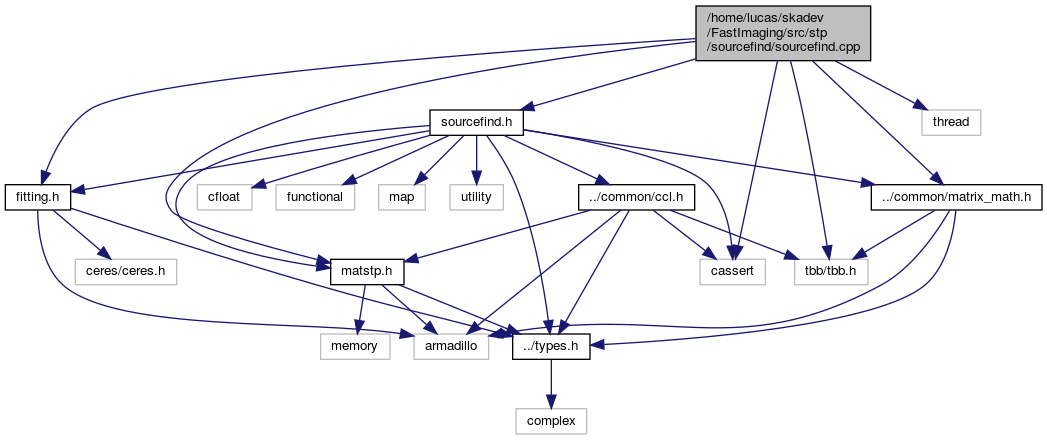 /home/lucas/skadev
/FastImaging/src/stp
/sourcefind/sourcefind.cpp
sourcefind.h
thread
fitting.h
cfloat
functional
map
utility
../common/ccl.h
../common/matrix_math.h
ceres/ceres.h
matstp.h
cassert
tbb/tbb.h
memory
armadillo
../types.h
complex